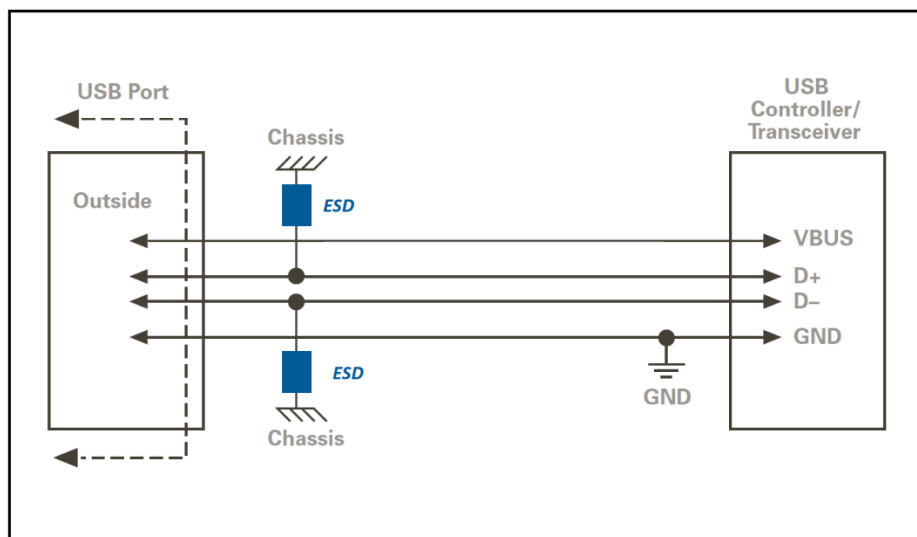 USB Port
USB
Controller/
Transceiver
Chassis
Outside
ESD
VBUS
D+
D–
GND
ESD
GND
Chassis